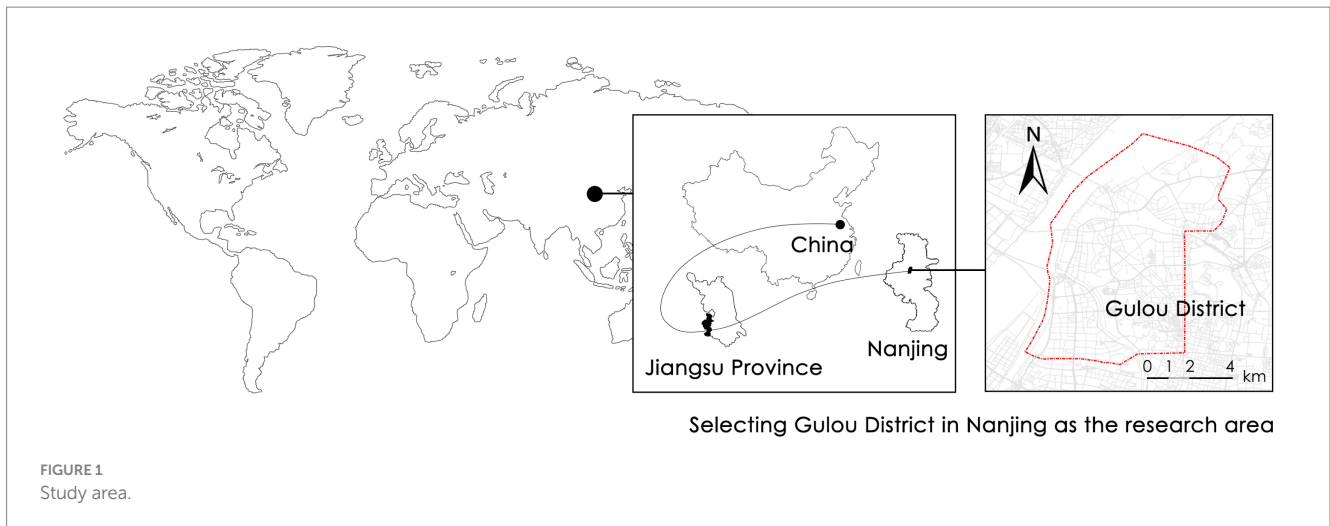 N
China
Gulou District
Nanjing
Jiangsu Province
0 1 2 4
km
Selecting Gulou District in Nanjing as the research area
FIGURE 1
Study area.